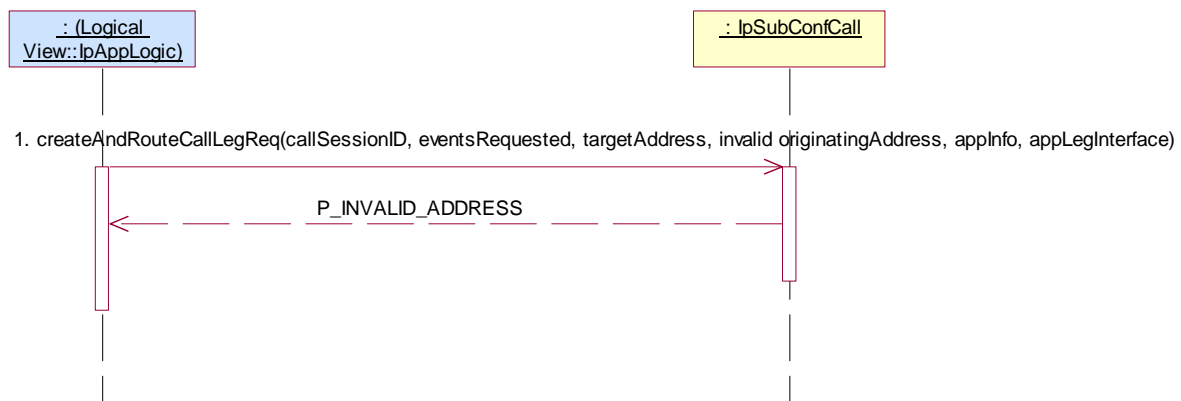 : (Logical
View::IpAppLogic)
: IpSubConfCall
1. createAndRouteCallLegReq(callSessionID, eventsRequested, targetAddress, invalid originatingAddress, appInfo, appLegInterface)
P_INVALID_ADDRESS